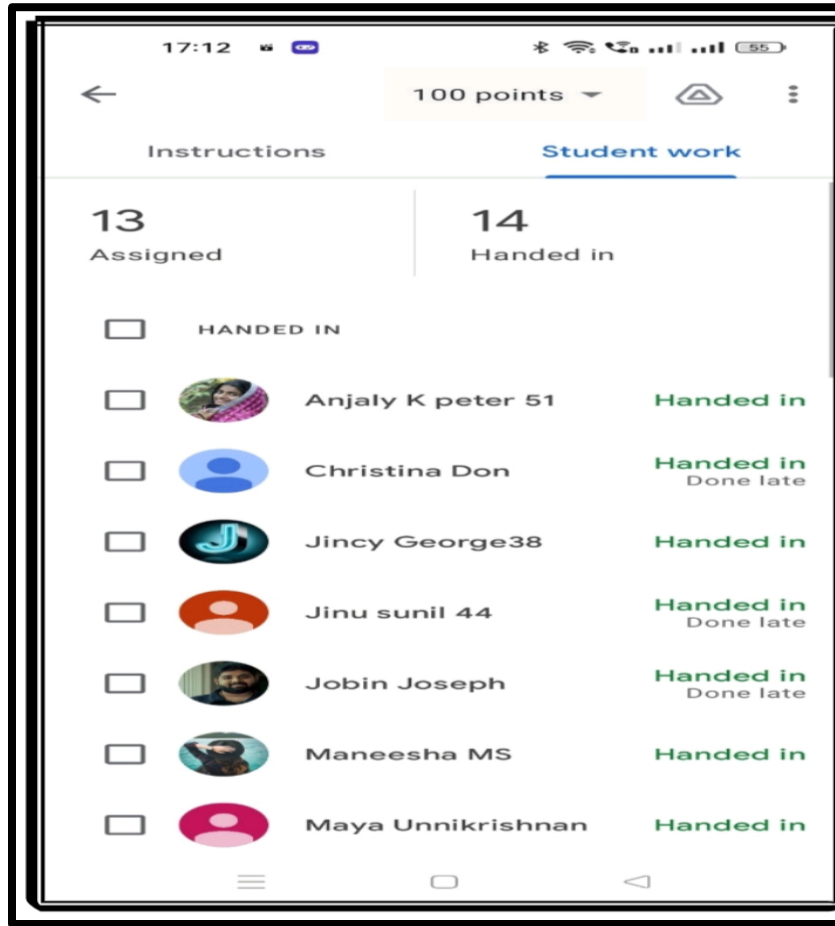 17:12 55
100 points
Instructions Student work
13 14
Assigned Handed in
HANDED IN
Anjaly K peter 51 Handed in
Christina Don Handed in
Done late
Jincy George38 Handed in
Jinu sunil 44 Handed in
Done late
Jobin Joseph Handed in
Done late
Maneesha MS Handed in
Maya Unnikrishnan Handed in